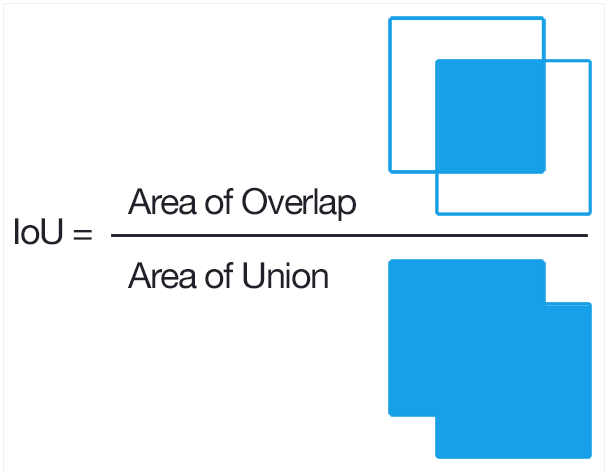 Area of Overlap
IoU =
Area of Union